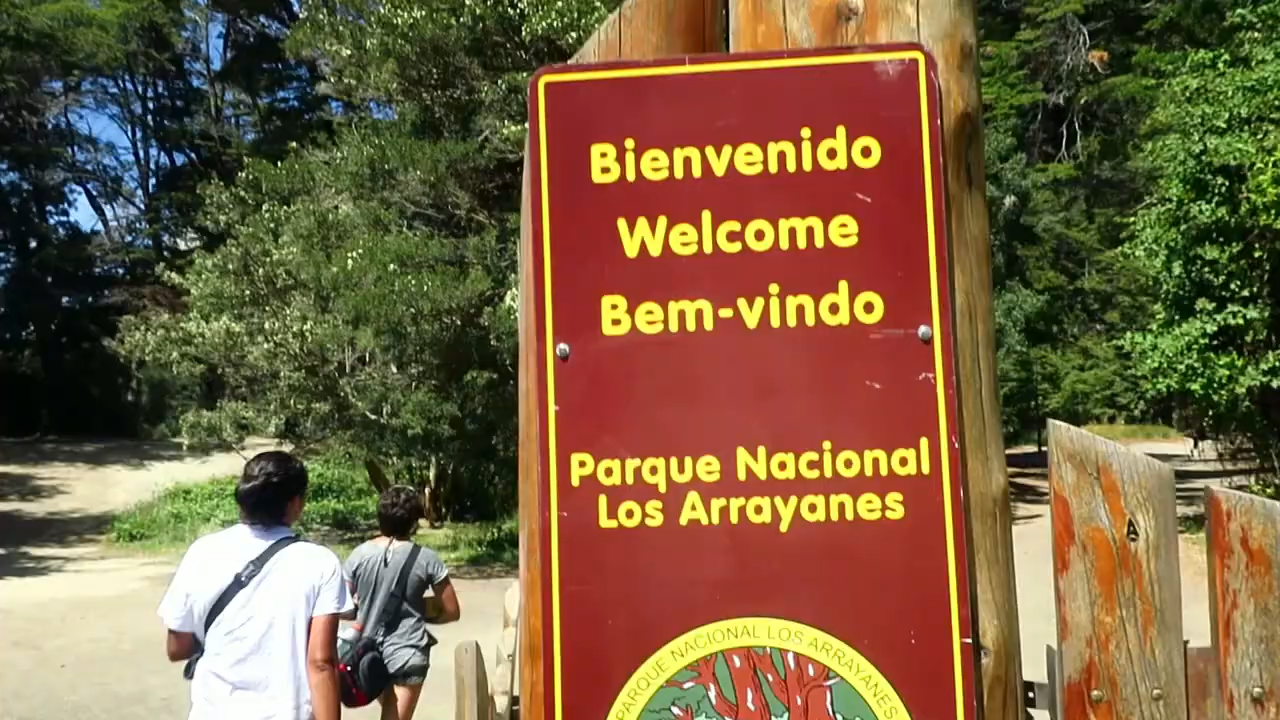 Bienvenido
Welcome
Bem-vindo
Parque Nacional
Los Arrayanes
PARQUE NACIONAL LOS ARRAYANES